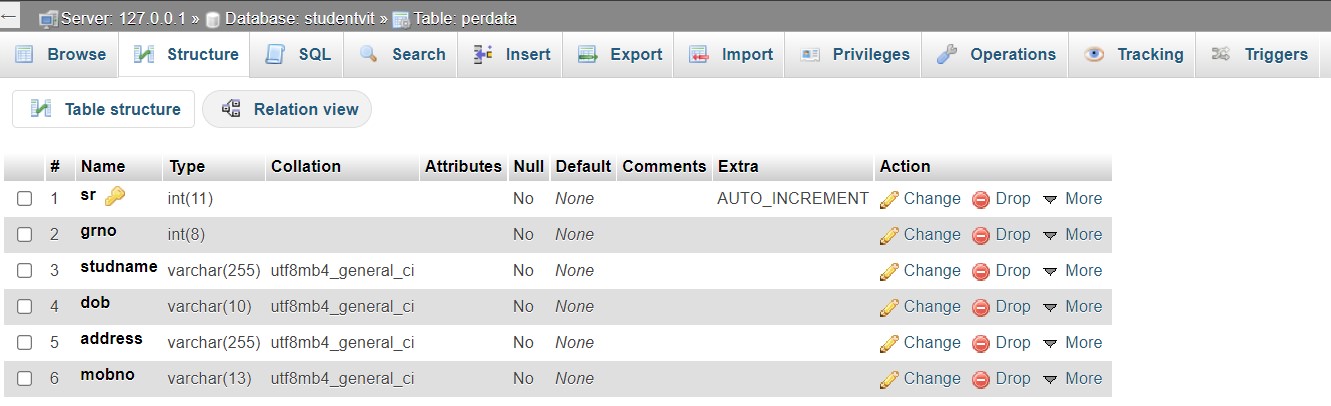 ← Server: 127.0.0.1 » Database: studentvit » Table: perdata
Browse Structure SQL Search Insert Export Import Privileges Operations Tracking Triggers
Table structure Relation view
# Name Type Collation Attributes Null Default Comments Extra Action
1 sr int(11) No None AUTO_INCREMENT Change Drop More
2 grno int(8) No None Change Drop More
3 studname varchar(255) utf8mb4_general_ci No None Change Drop More
4 dob varchar(10) utf8mb4_general_ci No None Change Drop More
5 address varchar(255) utf8mb4_general_ci No None Change Drop More
6 mobno varchar(13) utf8mb4_general_ci No None Change Drop More